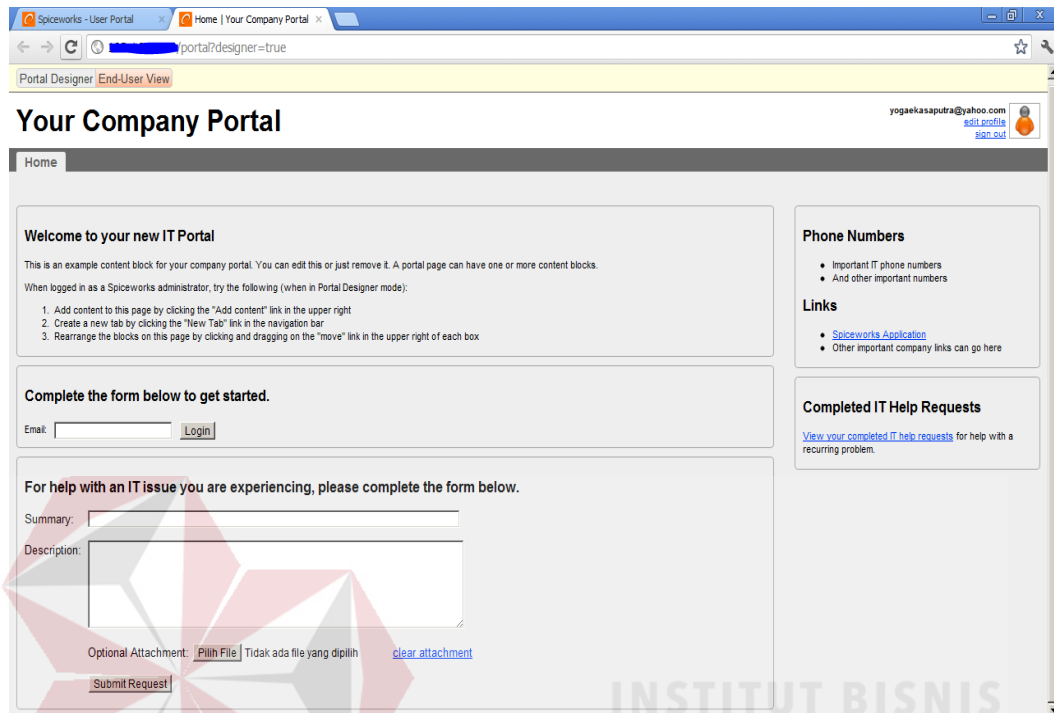 Spiceworks - User Portal
Home | Your Company Portal
/portal?designer=true
Portal Designer End-User View
Your Company Portal
yogaekasaputra@yahoo.com
edit profile
sign out
Home
Welcome to your new IT Portal
This is an example content block for your company portal. You can edit this or just remove it. A portal page can have one or more content blocks.
When logged in as a Spiceworks administrator, try the following (when in Portal Designer mode):
1. Add content to this page by clicking the "Add content" link in the upper right
2. Create a new tab by clicking the "New Tab" link in the navigation bar
3. Rearrange the blocks on this page by clicking and dragging on the "move" link in the upper right of each box
Complete the form below to get started.
Email: Login
For help with an IT issue you are experiencing, please complete the form below.
Summary:
Description:
Optional Attachment: Pilih File Tidak ada file yang dipilih clear attachment
Submit Request
Phone Numbers
• Important IT phone numbers
• And other important numbers
Links
• Spiceworks Application
• Other important company links can go here
Completed IT Help Requests
View your completed IT help requests for help with a
recurring problem.
INSTITUT BISNIS